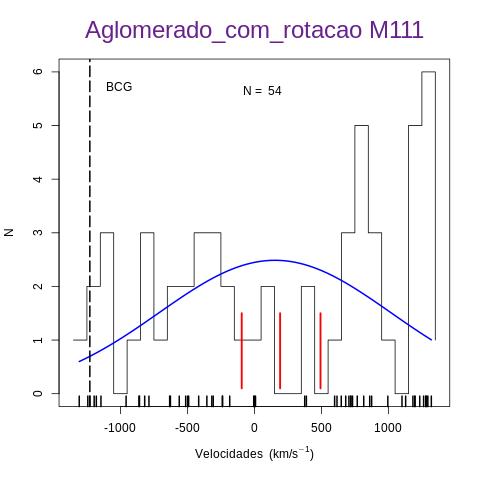 Aglomerado_com_rotacao M111
BCG
N = 54
6
5
4
3
2
1
0
N
-1000 -500 0 500 1000
Velocidades (km/s⁻¹)